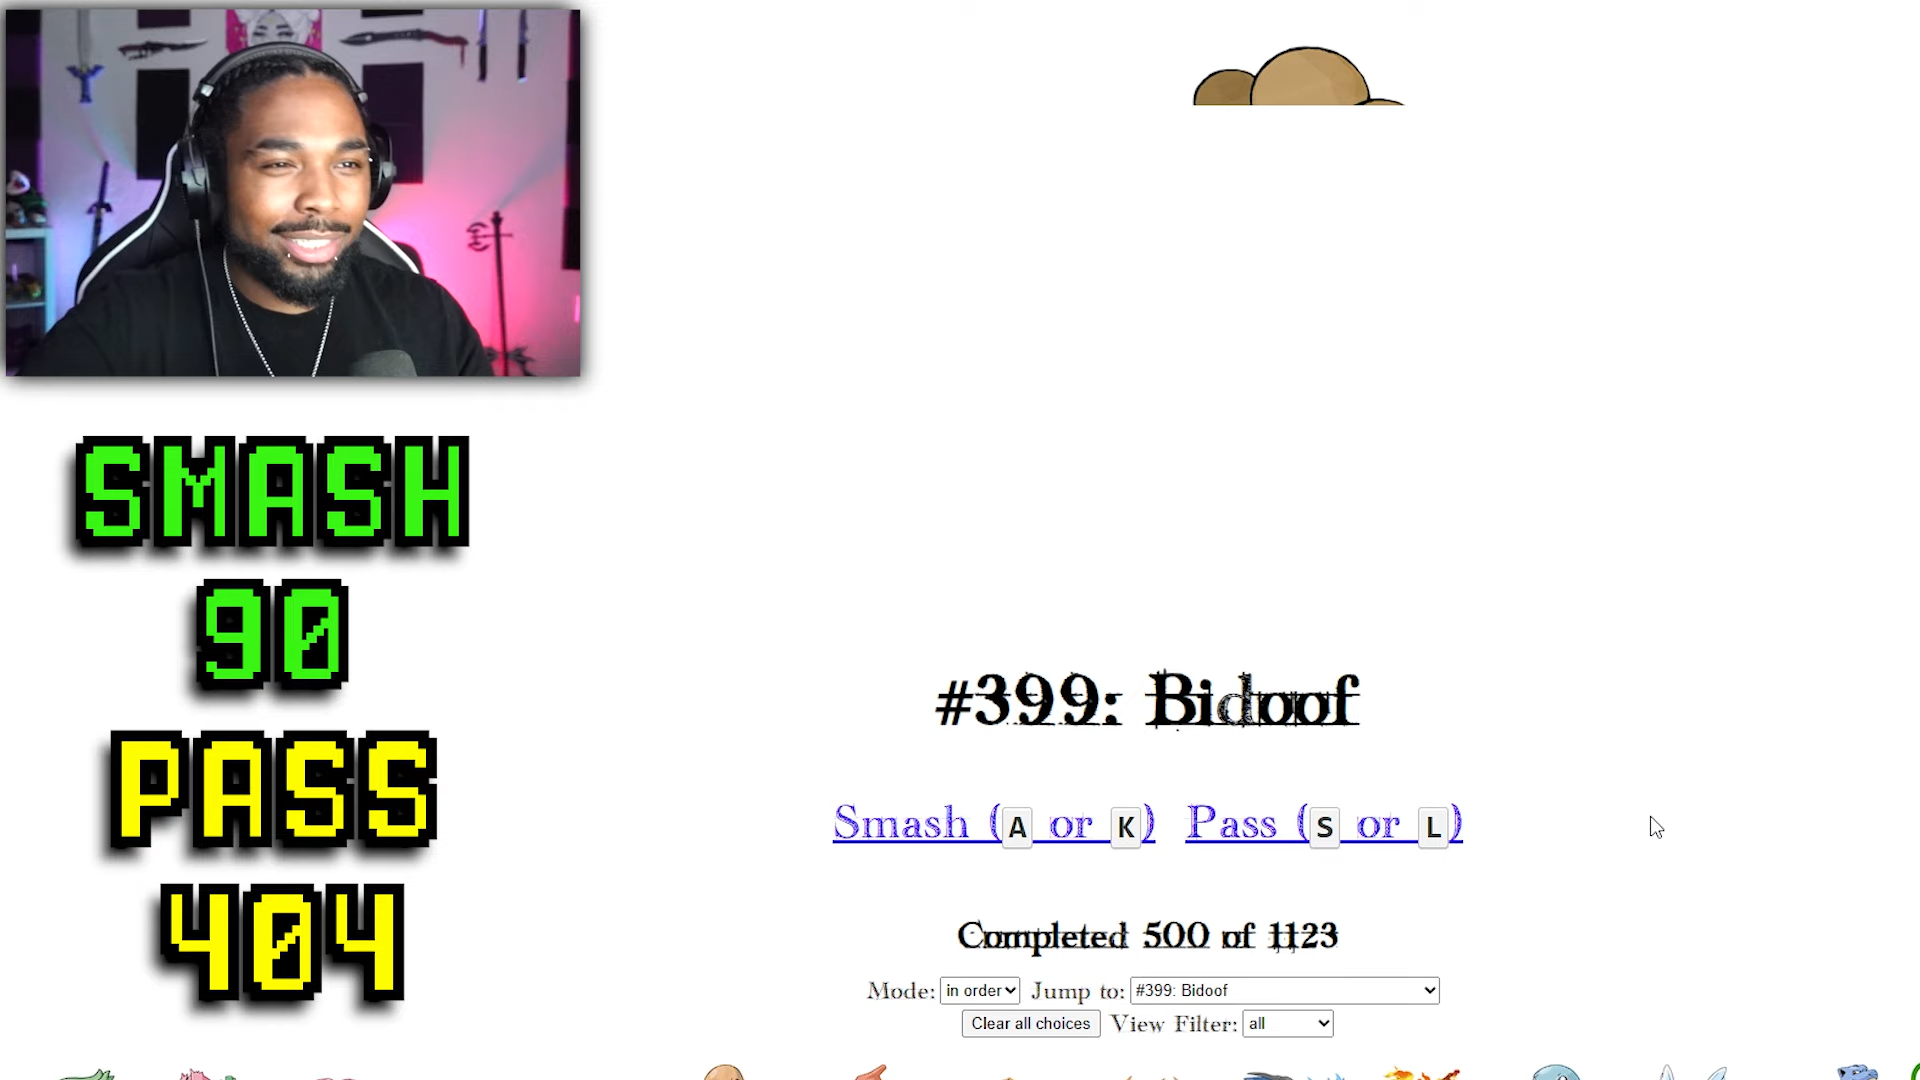 SMASH
90
PASS
404
#399: Bidoof
Smash (A or K) Pass (S or L)
Completed 500 of 1123
Mode: in order Jump to: #399: Bidoof
Clear all choices View Filter: all